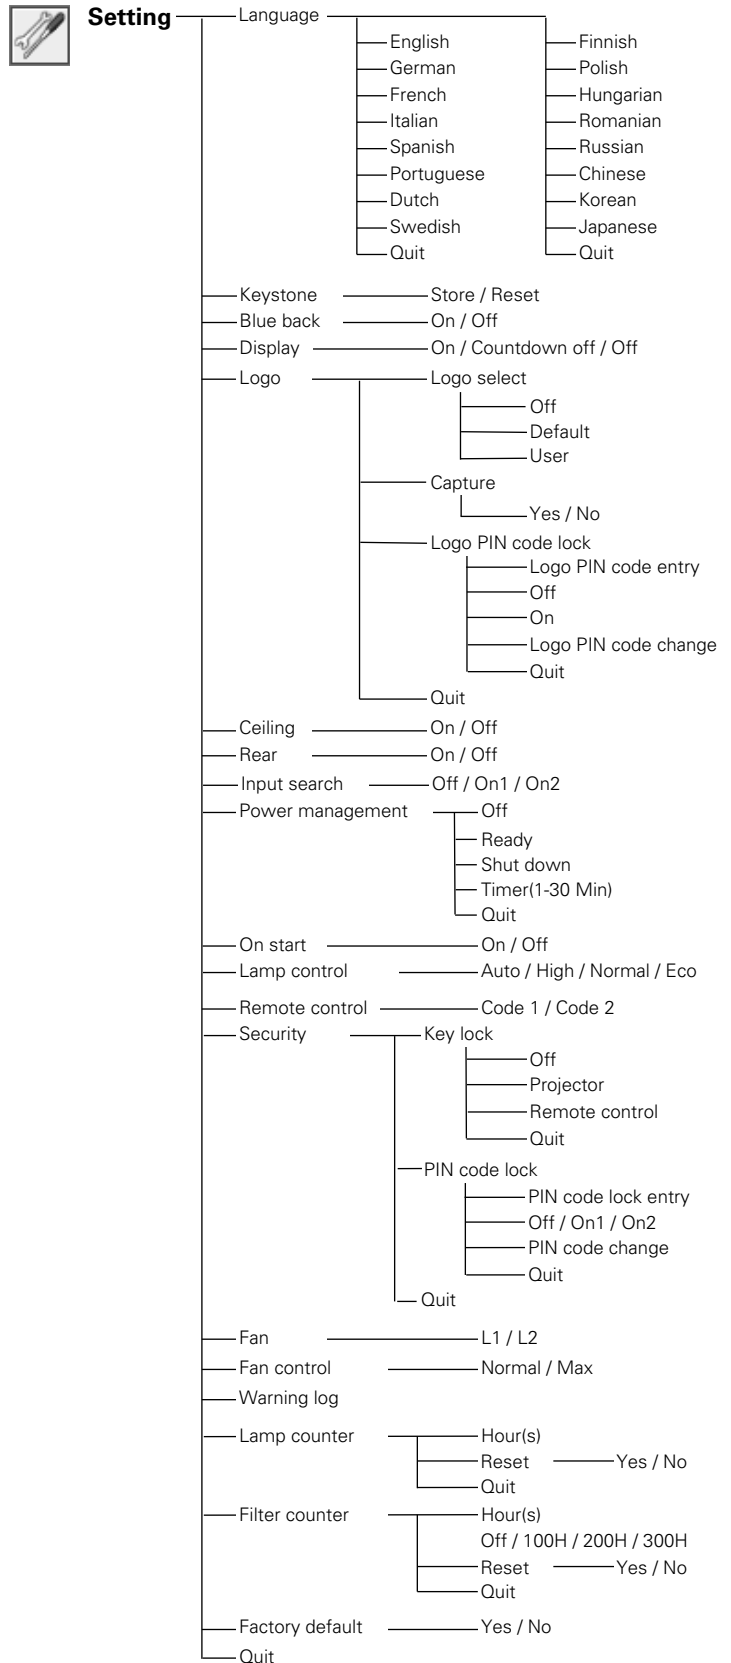 Setting
Language
English
German
French
Italian
Spanish
Portuguese
Dutch
Swedish
Quit
Finnish
Polish
Hungarian
Romanian
Russian
Chinese
Korean
Japanese
Quit
Keystone Store / Reset
Blue back On / Off
Display On / Countdown off / Off
Logo Logo select
Off
Default
User
Capture
Yes / No
Logo PIN code lock
Logo PIN code entry
Off
On
Logo PIN code change
Quit
Quit
Ceiling On / Off
Rear On / Off
Input search Off / On1 / On2
Power management Off
Ready
Shut down
Timer(1-30 Min)
Quit
On start On / Off
Lamp control Auto / High / Normal / Eco
Remote control Code 1 / Code 2
Security Key lock
Off
Projector
Remote control
Quit
PIN code lock
PIN code lock entry
Off / On1 / On2
PIN code change
Quit
Quit
Fan L1 / L2
Fan control Normal / Max
Warning log
Lamp counter Hour(s)
Reset Yes / No
Quit
Filter counter Hour(s)
Off / 100H / 200H / 300H
Reset Yes / No
Quit
Factory default Yes / No
Quit